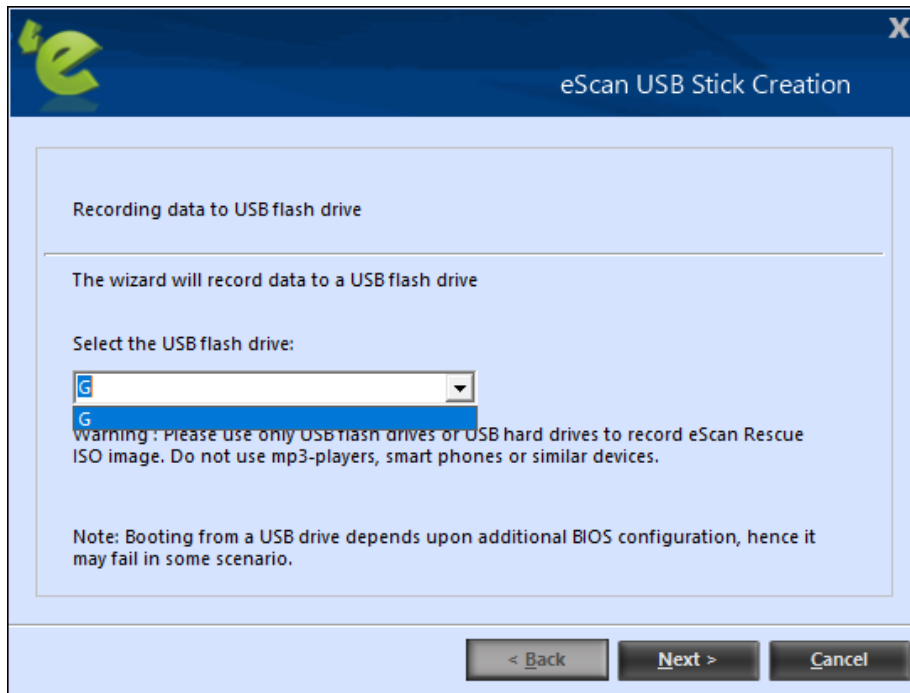 X
eScan USB Stick Creation
Recording data to USB flash drive
The wizard will record data to a USB flash drive
Select the USB flash drive:
G
G
Warning : Please use only USB flash drives or USB hard drives to record eScan Rescue
ISO image. Do not use mp3-players, smart phones or similar devices.
Note: Booting from a USB drive depends upon additional BIOS configuration, hence it
may fail in some scenario.
< Back Next > Cancel